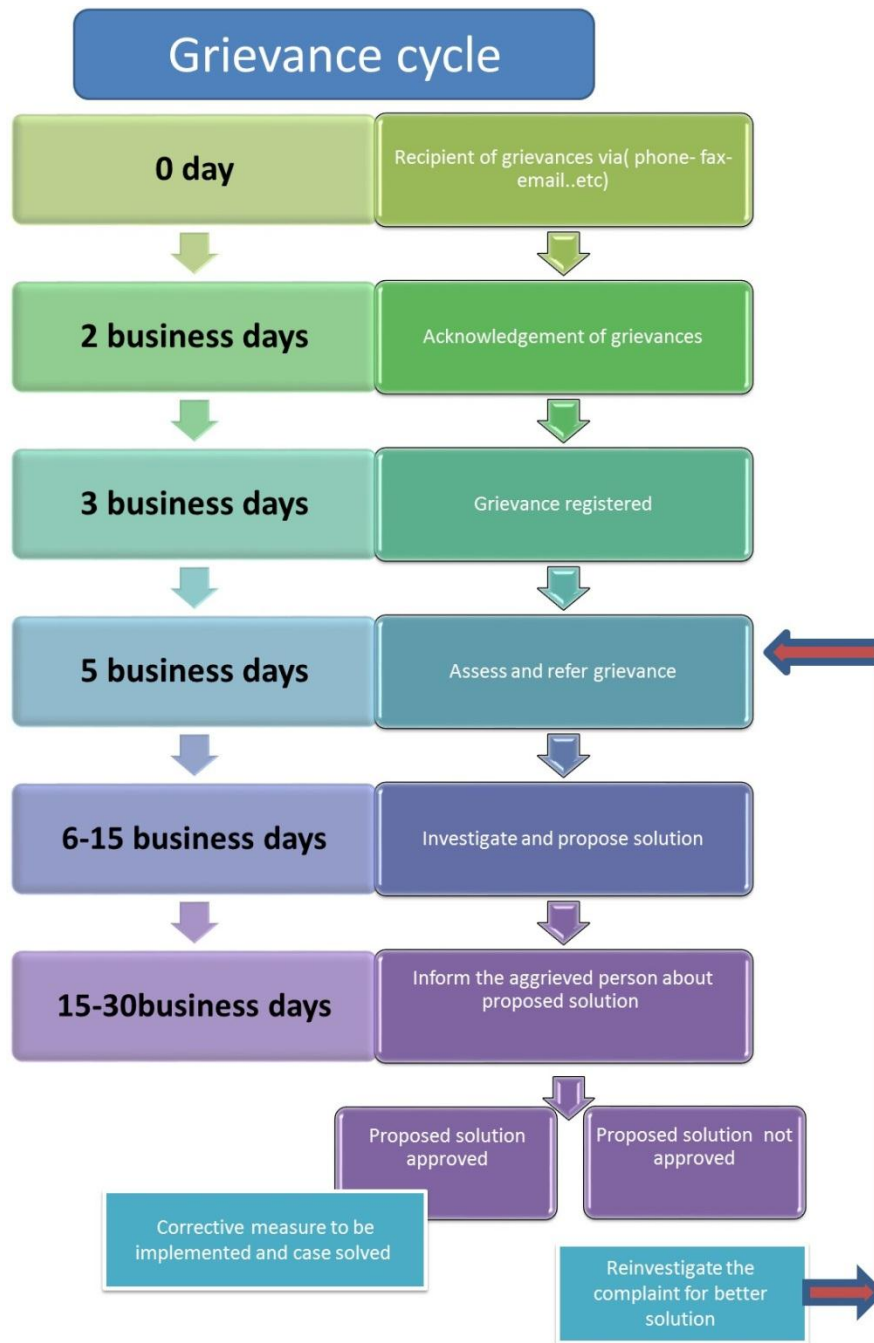 Grievance cycle
0 day
Recipient of grievances via( phone- fax-
email..etc)
2 business days
Acknowledgement of grievances
3 business days
Grievance registered
5 business days
Assess and refer grievance
6-15 business days
Investigate and propose solution
15-30business days
Inform the aggrieved person about
proposed solution
Proposed solution
approved
Proposed solution  not
approved
Corrective measure to be
implemented and case solved
Reinvestigate the
complaint for better
solution